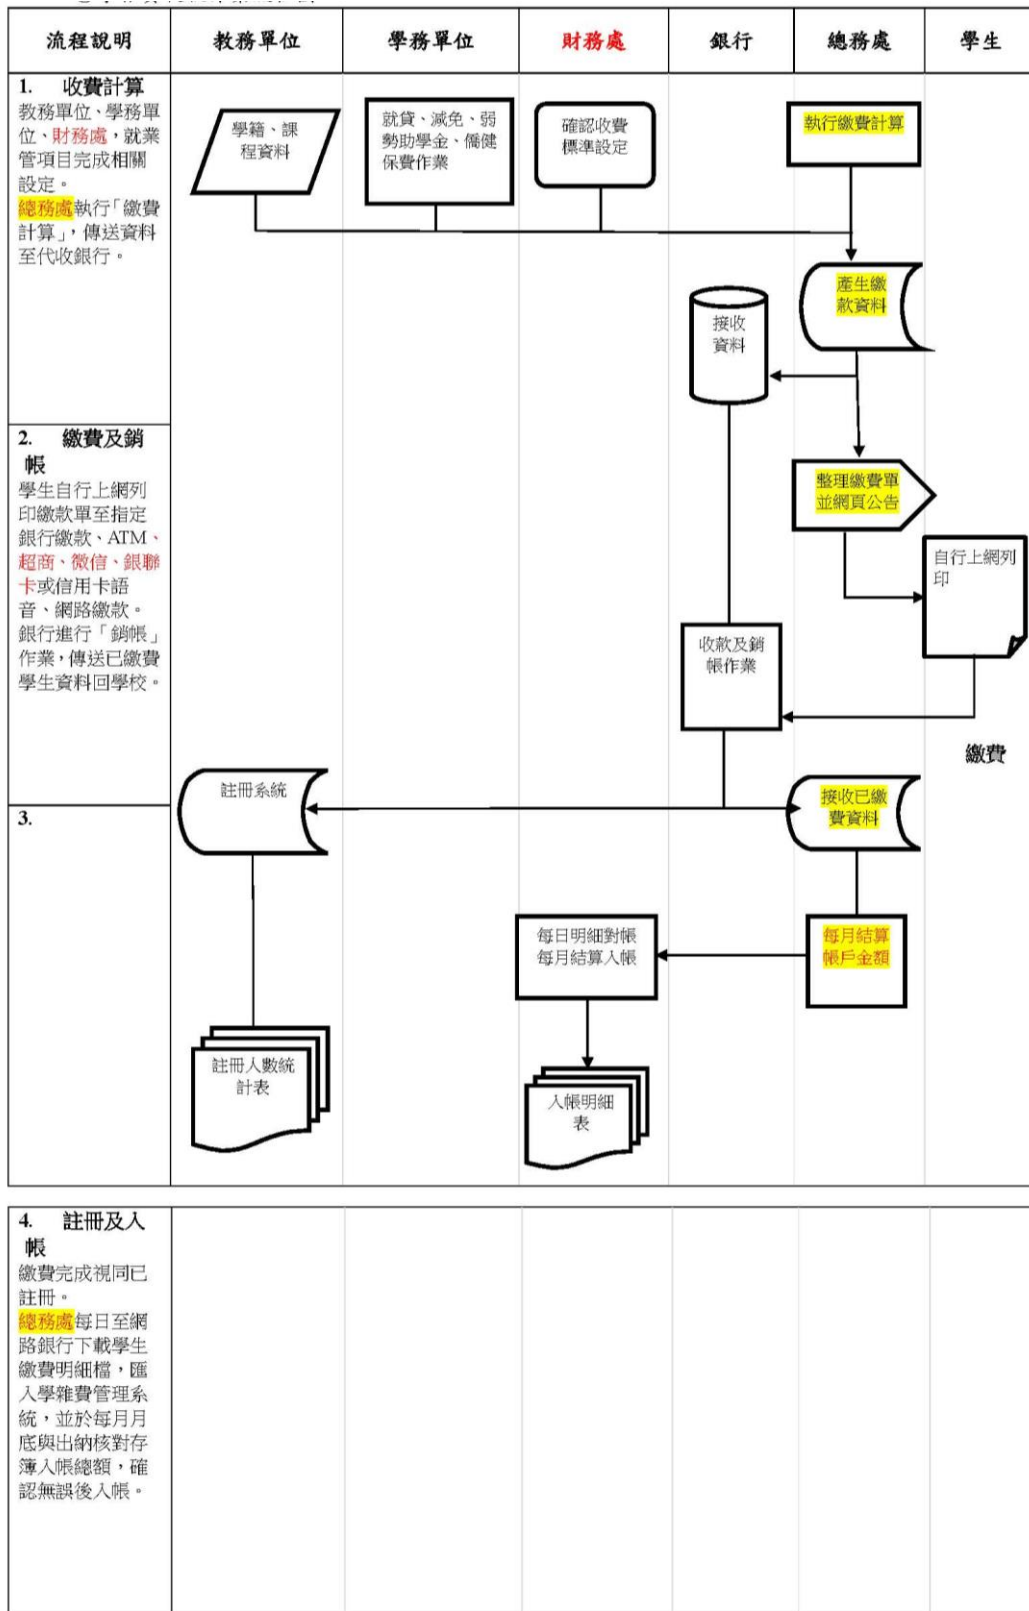 流程說明 教務單位 學務單位 財務處 銀行 總務處 學生
1. 收費計算
教務單位、學務單
位、財務處，就業
管項目完成相關
設定。
總務處執行「繳費
計算」，傳送資料
至代收銀行。
學籍、課
程資料
就貸、減免、弱
勢助學金、僑健
保費作業
確認收費
標準設定
執行繳費計算
產生繳
款資料
接收
資料
2. 繳費及銷
帳
學生自行上網列
印繳款單至指定
銀行繳款、ATM、
超商、微信、銀聯
卡或信用卡語
音、網路繳款。
銀行進行「銷帳」
作業，傳送已繳費
學生資料回學校。
整理繳費單
並網頁公告
自行上網列
印
收款及銷
帳作業
繳費
3.
註冊系統
接收已繳
費資料
每日明細對帳
每月結算入帳
每月結算
帳戶金額
註冊人數統
計表
入帳明細
表
4. 註冊及入
帳
繳費完成視同已
註冊。
總務處每日至網
路銀行下載學生
繳費明細檔，匯
入學雜費管理系
統，並於每月月
底與出納核對存
簿入帳總額，確
認無誤後入帳。